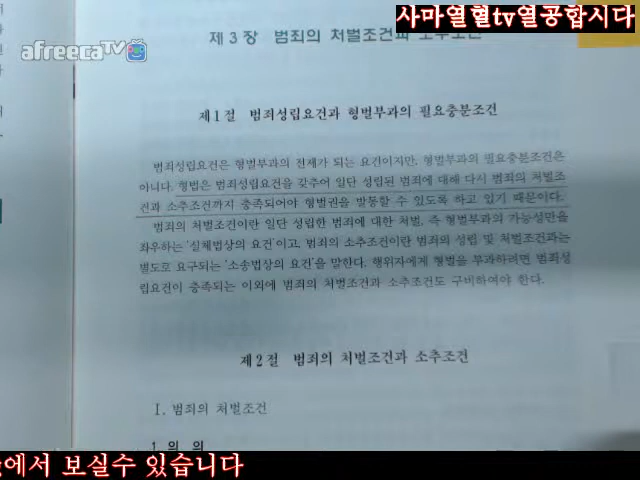 사마열혈tv열공합시다
afreecaTV
제 3 장 범죄의 처벌조건과 소추조건
제 1 절 범죄성립요건과 형벌부과의 필요충분조건
범죄성립요건은 형벌부과의 전제가 되는 요건이지만, 형벌부과의 필요충분조건은
아니다. 형법은 범죄성립요건을 갖추어 일단 성립된 범죄에 대해 다시 범죄의 처벌조
건과 소추조건까지 충족되어야 형벌권을 발동할 수 있도록 하고 있기 때문이다.
범죄의 처벌조건이란 일단 성립한 범죄에 대한 처벌, 즉 형벌부과의 가능성만을
좌우하는 '실체법상의 요건'이고, 범죄의 소추조건이란 범죄의 성립 및 처벌조건과는
별도로 요구되는 '소송법상의 요건'을 말한다. 행위자에게 형벌을 부과하려면 범죄성
립요건이 충족되는 이외에 범죄의 처벌조건과 소추조건도 구비하여야 한다.
제 2 절 범죄의 처벌조건과 소추조건
Ⅰ. 범죄의 처벌조건
1. 의 의
에서 보실수 있습니다